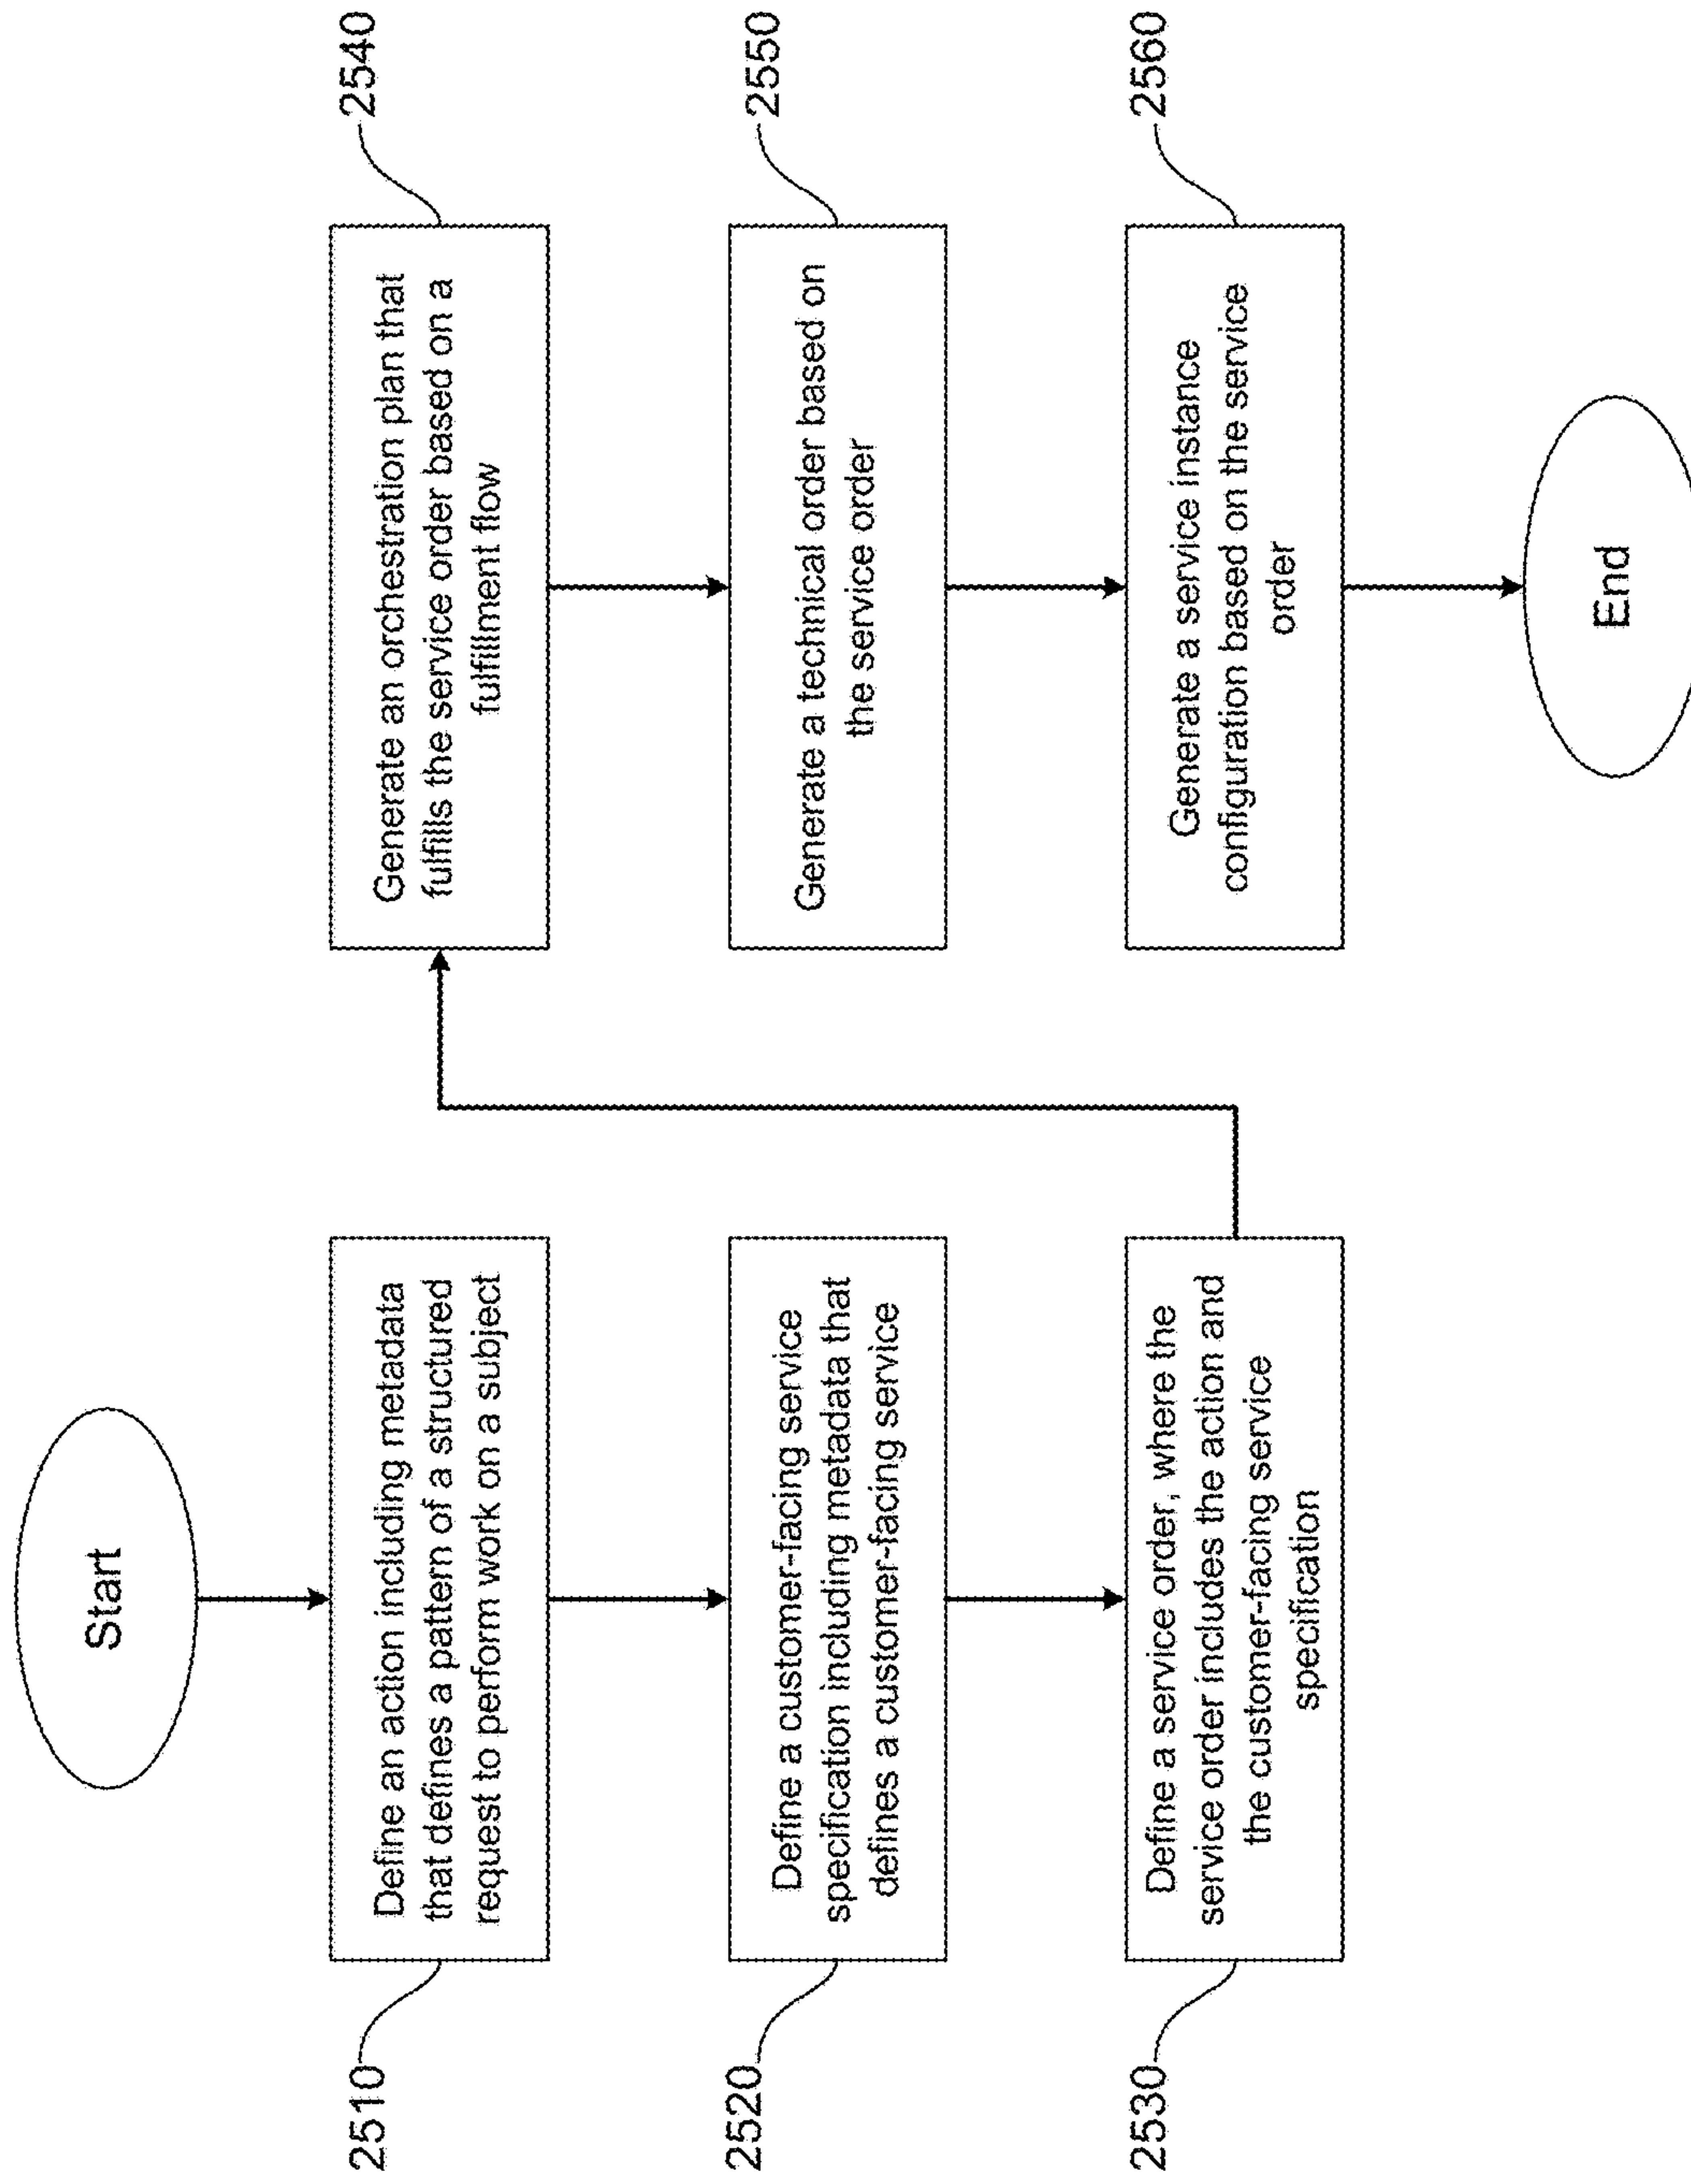 Start
2510
Define an action including metadata
that defines a pattern of a structured
request to perform work on a subject
2520
Define a customer-facing service
specification including metadata that
defines a customer-facing service
2530
Define a service order, where the
service order includes the action and
the customer-facing service
specification
2540
Generate an orchestration plan that
fulfills the service order based on a
fulfillment flow
2550
Generate a technical order based on
the service order
2560
Generate a service instance
configuration based on the service
order
End